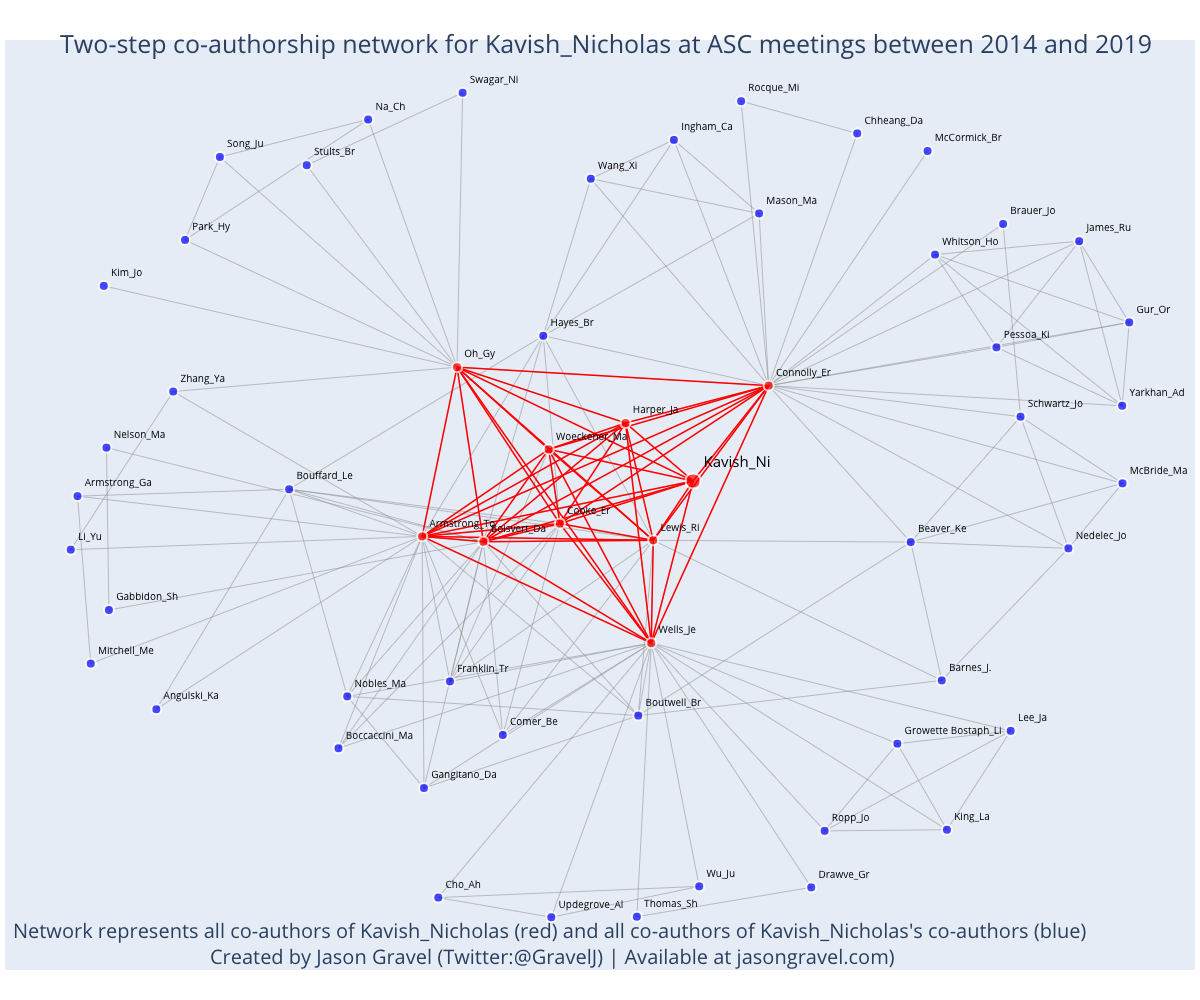 Two-step co-authorship network for Kavish_Nicholas at ASC meetings between 2014 and 2019
Swagar_Ni
Rocque_Mi
Na_Ch
Chheang_Da
Ingham_Ca
McCormick_Br
Song_Ju
Stults_Br
Wang_Xi
Mason_Ma
Brauer_Jo
Park_Hy
James_Ru
Whitson_Ho
Kim_Jo
Gur_Or
Hayes_Br
Pessoa_Ki
Oh_Gy
Connolly_Er
Zhang_Ya
Yarkhan_Ad
Schwartz_Jo
Harper_Ja
Nelson_Ma
Woeckener_Ma
Kavish_Ni
McBride_Ma
Bouffard_Le
Armstrong_Ga
Cooke_Er
Armstrong_To
Boisvert_Da
Lewis_Ri
Beaver_Ke
Nedelec_Jo
Li_Yu
Gabbidon_Sh
Wells_Je
Mitchell_Me
Franklin_Tr
Barnes_J.
Nobles_Ma
Angulski_Ka
Boutwell_Br
Comer_Be
Lee_Ja
Growette Bostaph_Li
Boccaccini_Ma
Gangitano_Da
Ropp_Jo
King_La
Wu_Ju
Drawve_Gr
Cho_Ah
Updegrove_Al
Thomas_Sh
Network represents all co-authors of Kavish_Nicholas (red) and all co-authors of Kavish_Nicholas's co-authors (blue)
Created by Jason Gravel (Twitter:@GravelJ) | Available at jasongravel.com)